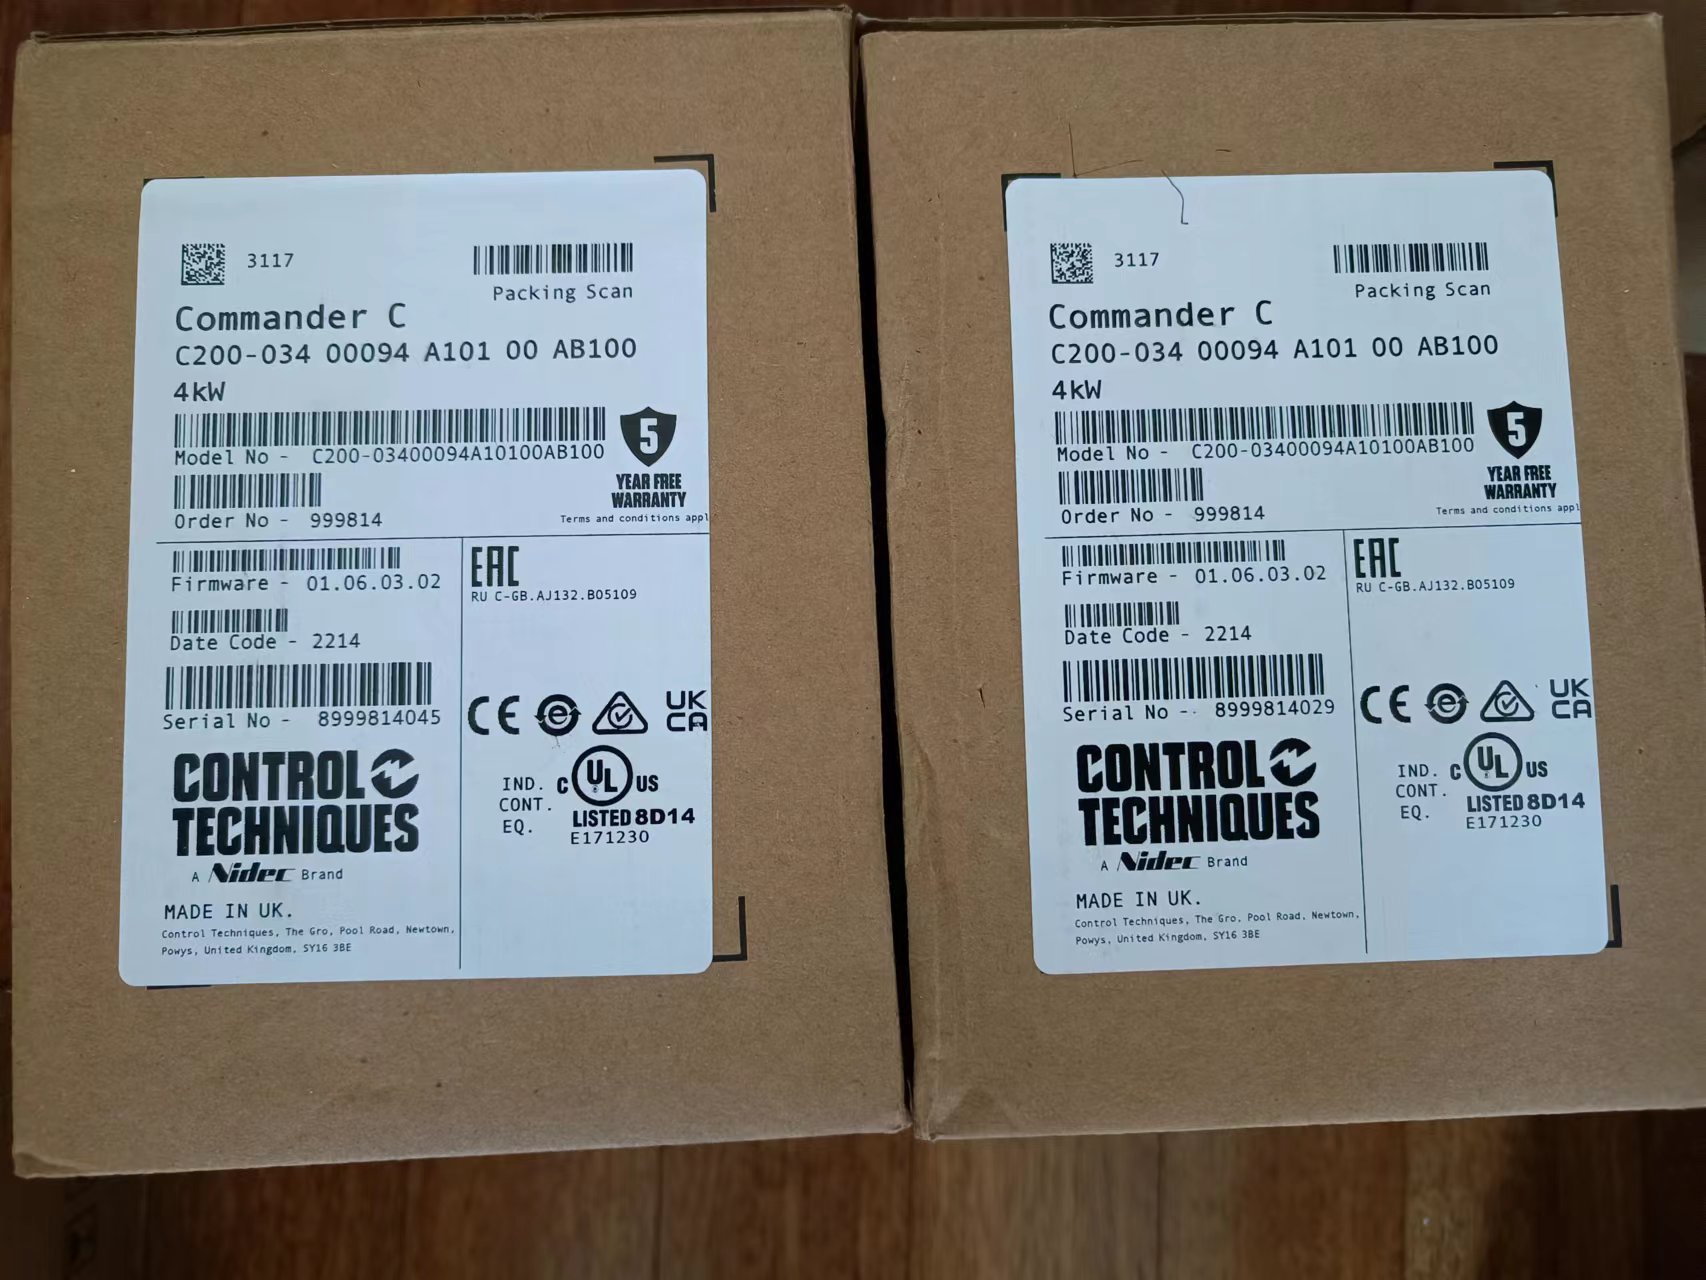 3117
Packing Scan
Commander C
C200-034 00094 A101 00 AB100
4kW
Model No - C200-03400094A10100AB100
5
YEAR FREE
WARRANTY
Order No - 999814
Terms and conditions appl
Firmware - 01.06.03.02
EAC
RU C-GB.AJ132.B05109
Date Code - 2214
Serial No - 8999814045
CE e UK
CA
CONTROL
TECHNIQUES
A Nidec Brand
IND.
CONT.
EQ.
C UL US
LISTED 8D14
E171230
MADE IN UK.
Control Techniques, The Gro, Pool Road, Newtown,
Powys, United Kingdom, SY16 3BE
3117
Packing Scan
Commander C
C200-034 00094 A101 00 AB100
4kW
Model No - C200-03400094A10100AB100
5
YEAR FREE
WARRANTY
Order No - 999814
Terms and conditions appl
Firmware - 01.06.03.02
EAC
RU C-GB.AJ132.B05109
Date Code - 2214
Serial No - 8999814029
CE e UK
CA
CONTROL
TECHNIQUES
A Nidec Brand
IND.
CONT.
EQ.
C UL US
LISTED 8D14
E171230
MADE IN UK.
Control Techniques, The Gro, Pool Road, Newtown,
Powys, United Kingdom, SY16 3BE